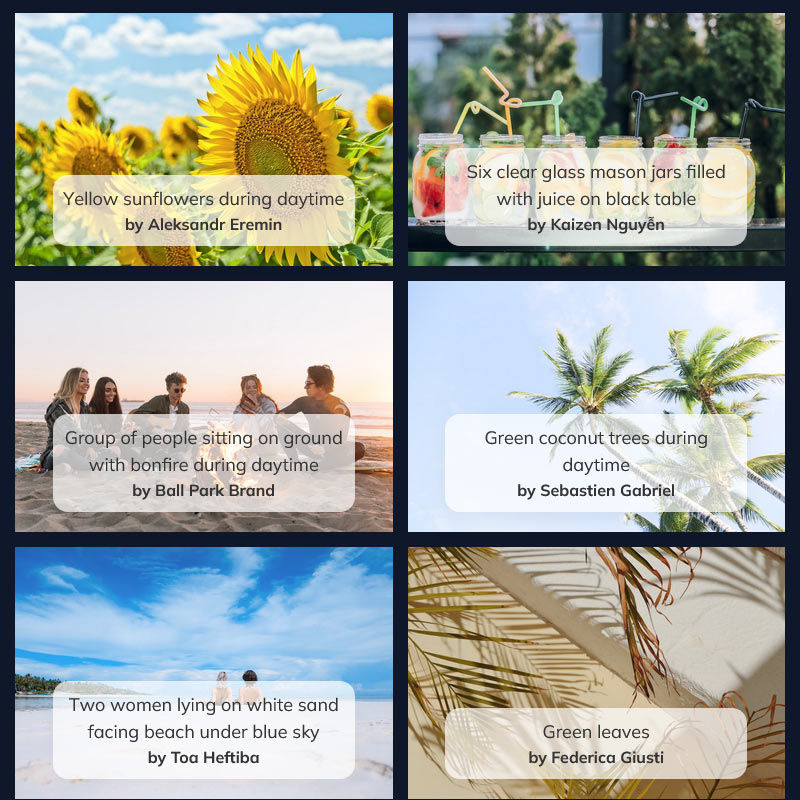 Yellow sunflowers during daytime
by Aleksandr Eremin
Six clear glass mason jars filled
with juice on black table
by Kaizen Nguyễn
Group of people sitting on ground
with bonfire during daytime
by Ball Park Brand
Green coconut trees during
daytime
by Sebastien Gabriel
Two women lying on white sand
facing beach under blue sky
by Toa Heftiba
Green leaves
by Federica Giusti